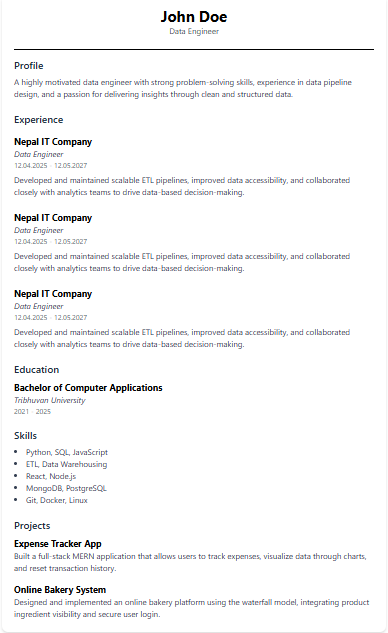 John Doe
Data Engineer
Profile
A highly motivated data engineer with strong problem-solving skills, experience in data pipeline
design, and a passion for delivering insights through clean and structured data.
Experience
Nepal IT Company
Data Engineer
12.04.2025 - 12.05.2027
Developed and maintained scalable ETL pipelines, improved data accessibility, and collaborated
closely with analytics teams to drive data-based decision-making.
Nepal IT Company
Data Engineer
12.04.2025 - 12.05.2027
Developed and maintained scalable ETL pipelines, improved data accessibility, and collaborated
closely with analytics teams to drive data-based decision-making.
Nepal IT Company
Data Engineer
12.04.2025 - 12.05.2027
Developed and maintained scalable ETL pipelines, improved data accessibility, and collaborated
closely with analytics teams to drive data-based decision-making.
Education
Bachelor of Computer Applications
Tribhuvan University
2021 - 2025
Skills
• Python, SQL, JavaScript
• ETL, Data Warehousing
• React, Node.js
• MongoDB, PostgreSQL
• Git, Docker, Linux
Projects
Expense Tracker App
Built a full-stack MERN application that allows users to track expenses, visualize data through charts,
and reset transaction history.
Online Bakery System
Designed and implemented an online bakery platform using the waterfall model, integrating product
ingredient visibility and secure user login.